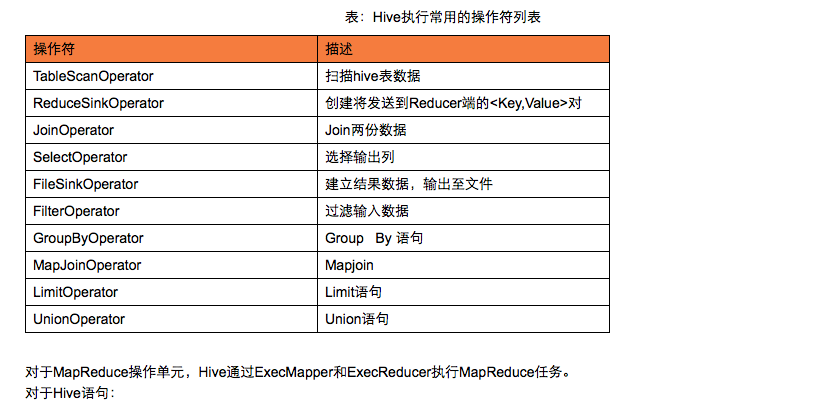 表：Hive执行常用的操作符列表
操作符 描述
TableScanOperator 扫描hive表数据
ReduceSinkOperator 创建将发送到Reducer端的<Key,Value>对
JoinOperator Join两份数据
SelectOperator 选择输出列
FileSinkOperator 建立结果数据，输出至文件
FilterOperator 过滤输入数据
GroupByOperator Group By 语句
MapJoinOperator Mapjoin
LimitOperator Limit语句
UnionOperator Union语句
对于MapReduce操作单元，Hive通过ExecMapper和ExecReducer执行MapReduce任务。
对于Hive语句：